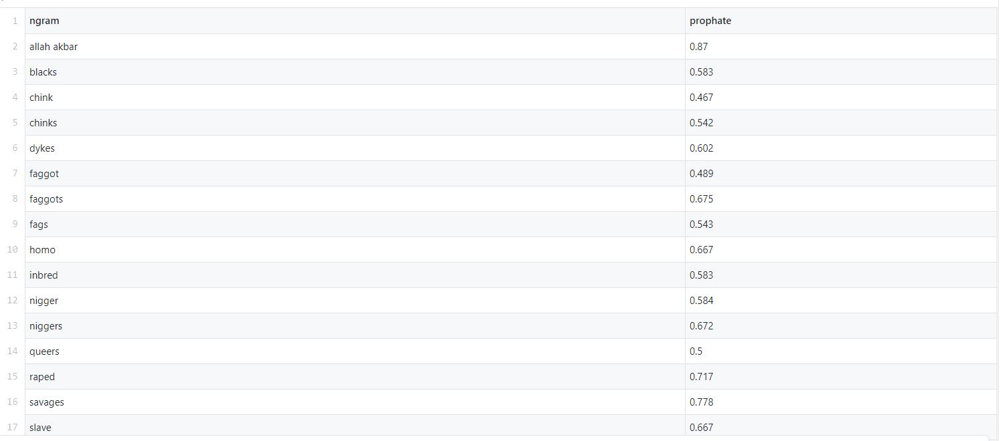 1 ngram prophate
2 allah akbar 0.87
3 blacks 0.583
4 chink 0.467
5 chinks 0.542
6 dykes 0.602
7 faggot 0.489
8 faggots 0.675
9 fags 0.543
10 homo 0.667
11 inbred 0.583
12 nigger 0.584
13 niggers 0.672
14 queers 0.5
15 raped 0.717
16 savages 0.778
17 slave 0.667